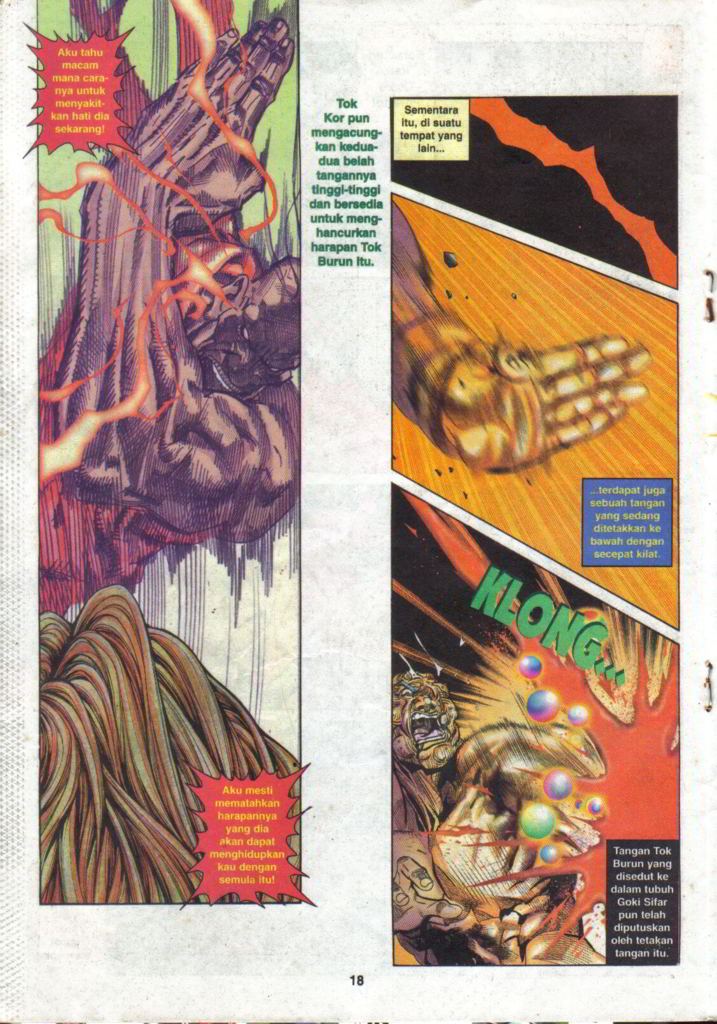 Aku tahu
macam
mana cara-
nya untuk
menyakit-
kan hati dia
sekarang!
Tok
Kor pun
mengacung-
kan kedua-
dua belah
tangannya
tinggi-tinggi
dan bersedia
untuk meng-
hancurkan
harapan Tok
Burun itu.
Aku mesti
mematahkan
harapannya
yang dia
akan dapat
menghidupkan
kau dengan
semula itu!
Sementara
itu, di suatu
tempat yang
lain...
...terdapat juga
sebuah tangan
yang sedang
ditetakkan ke
bawah dengan
secepat kilat.
KLONG...
Tangan Tok
Burun yang
disedut ke
dalam tubuh
Goki Sifar
pun telah
diputuskan
oleh tetakan
tangan itu.
18